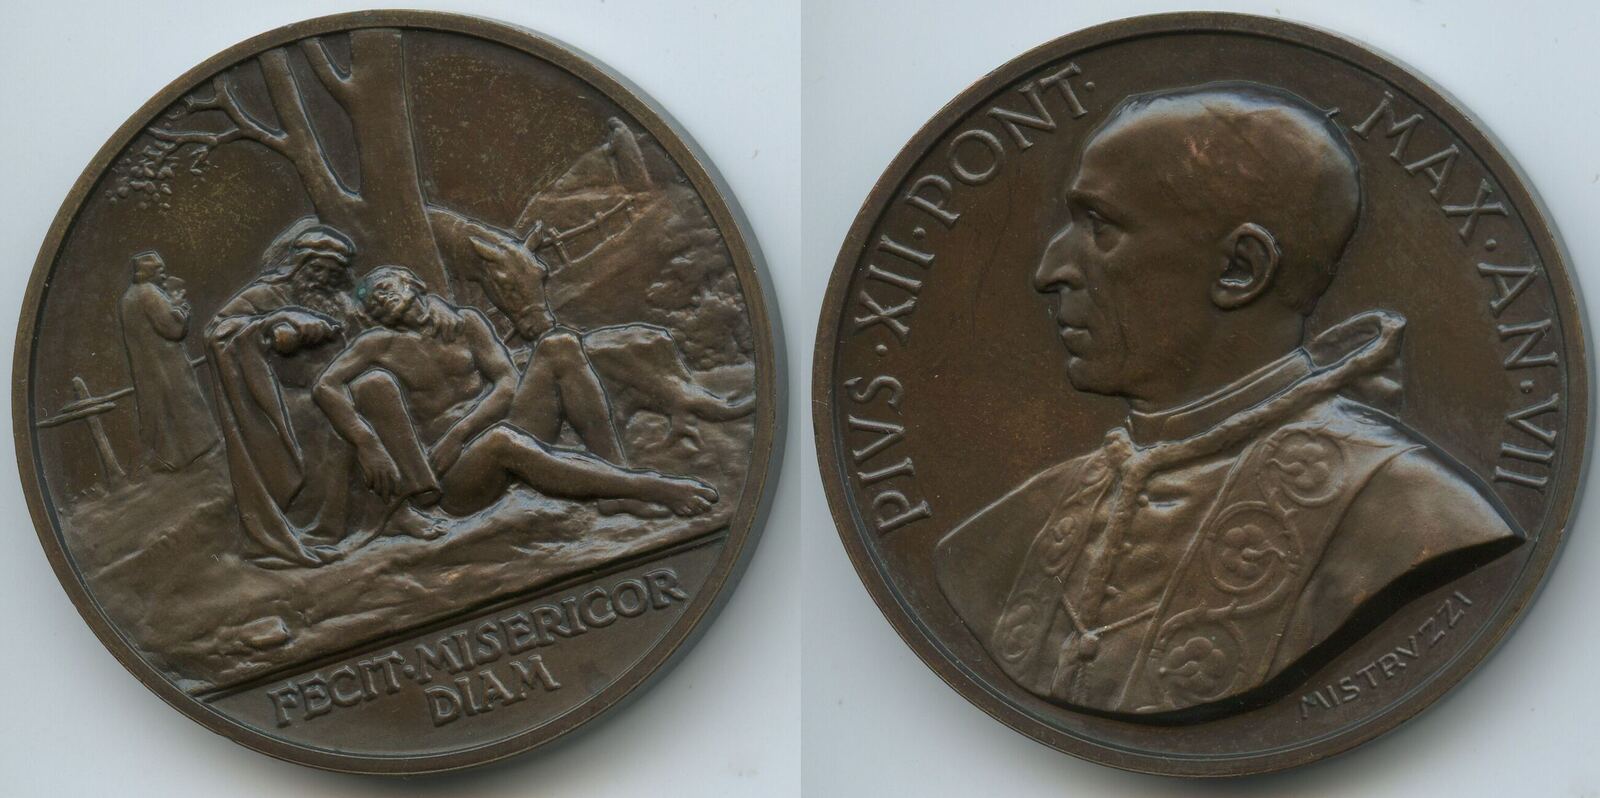 FECIT·MISERICOR
DIAM
PIVS·XII·PONT· MAX·AN·VII
MISTRVZZI